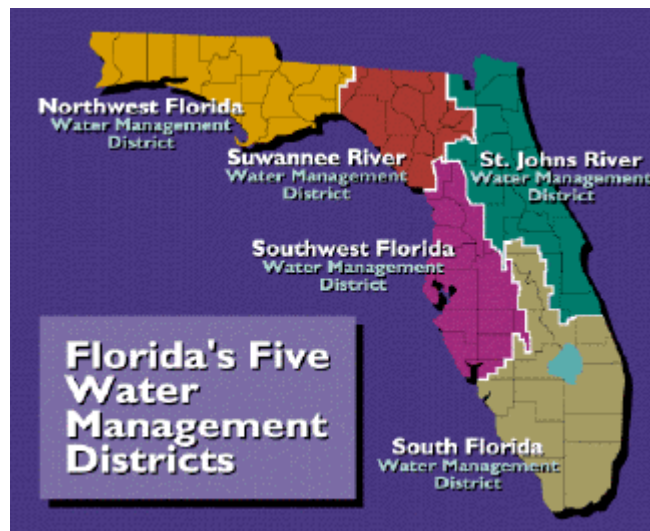 Northwest Florida
Water Management
District
Suwannee River
Water Management
District
St. Johns River
Water Management
District
Southwest Florida
Water Management
District
Florida's Five
Water
Management
Districts
South Florida
Water Management
District